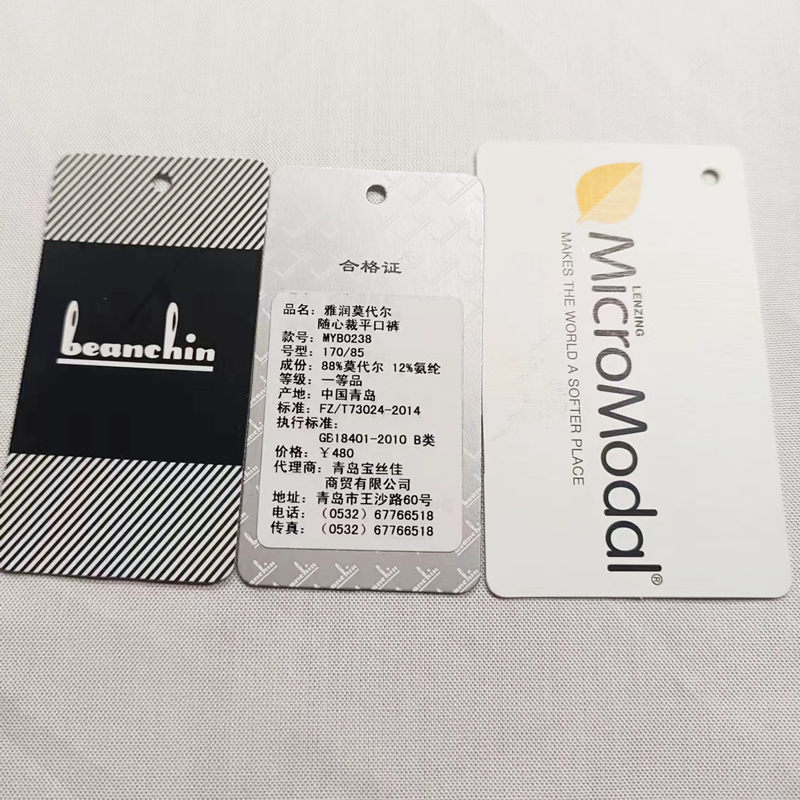 beanchin
合格证
品名：雅润莫代尔
随心裁平口裤
款号：MYB0238
号型：170/85
成份：88%莫代尔 12%氨纶
等级：一等品
产地：中国青岛
标准：FZ/T73024-2014
执行标准：
GB18401-2010 B类
价格：￥480
代理商：青岛宝丝佳
商贸有限公司
地址：青岛市王沙路60号
电话：（0532）67766518
传真：（0532）67766518
LENZING
MicroModal®
MAKES THE WORLD A SOFTER PLACE